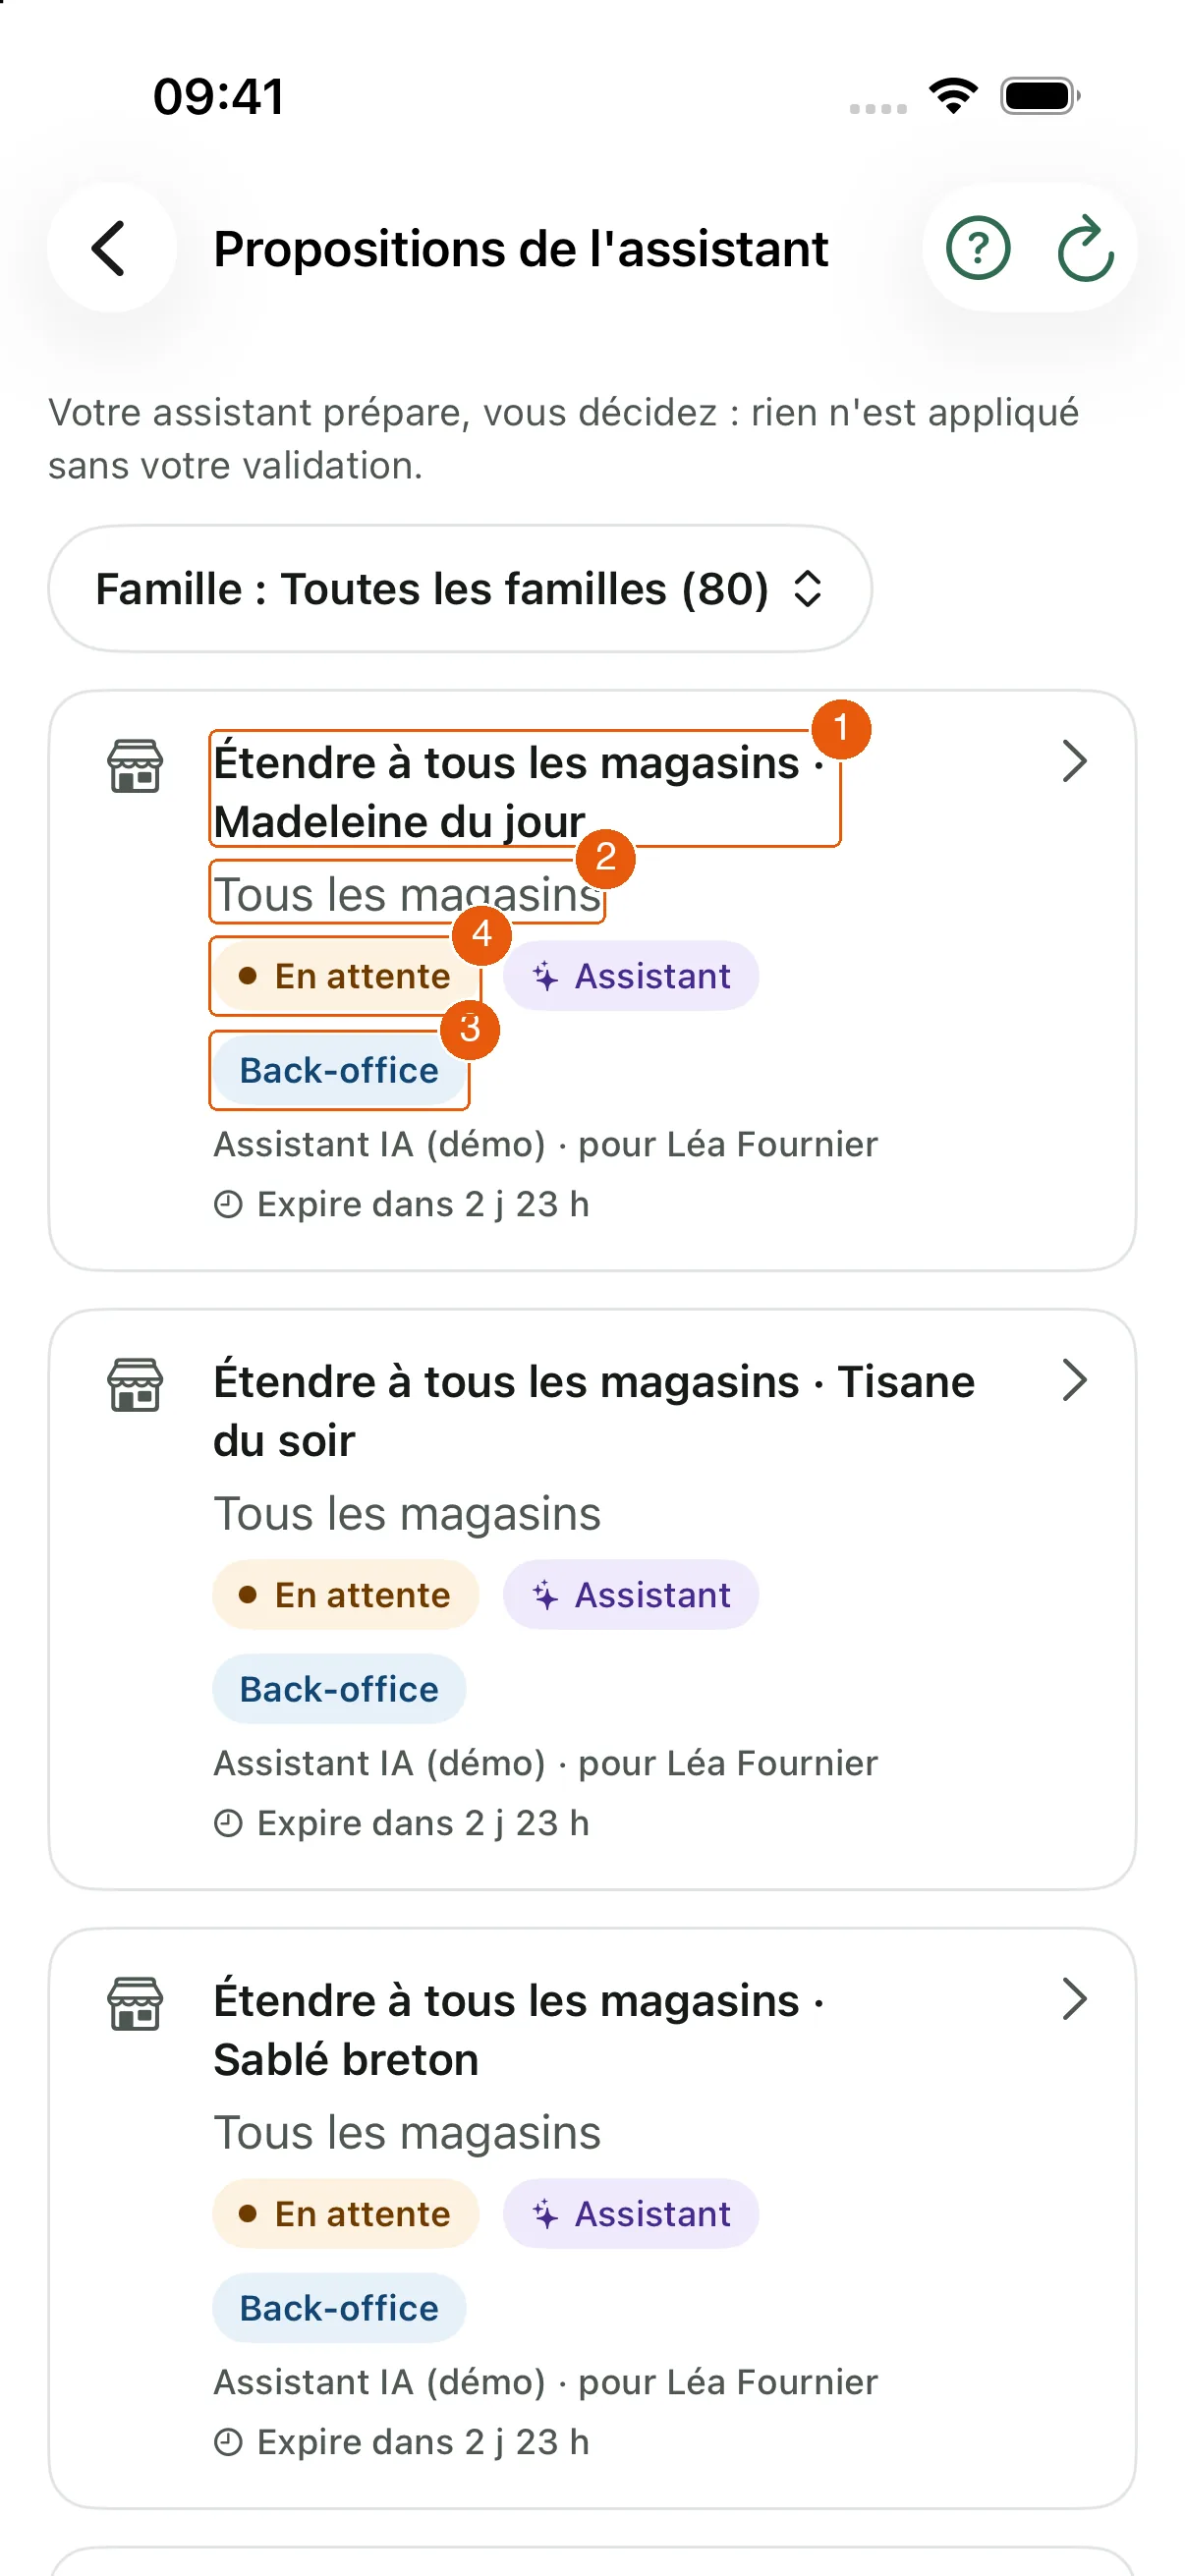 09:41
Propositions de l'assistant
?
Votre assistant prépare, vous décidez : rien n'est appliqué
sans votre validation.
Famille : Toutes les familles (80)
1
Étendre à tous les magasins ·
Madeleine du jour
2
Tous les magasins
4
En attente
Assistant
3
Back-office
Assistant IA (démo) · pour Léa Fournier
Expire dans 2 j 23 h
Étendre à tous les magasins · Tisane
du soir
Tous les magasins
En attente
Assistant
Back-office
Assistant IA (démo) · pour Léa Fournier
Expire dans 2 j 23 h
Étendre à tous les magasins ·
Sablé breton
Tous les magasins
En attente
Assistant
Back-office
Assistant IA (démo) · pour Léa Fournier
Expire dans 2 j 23 h